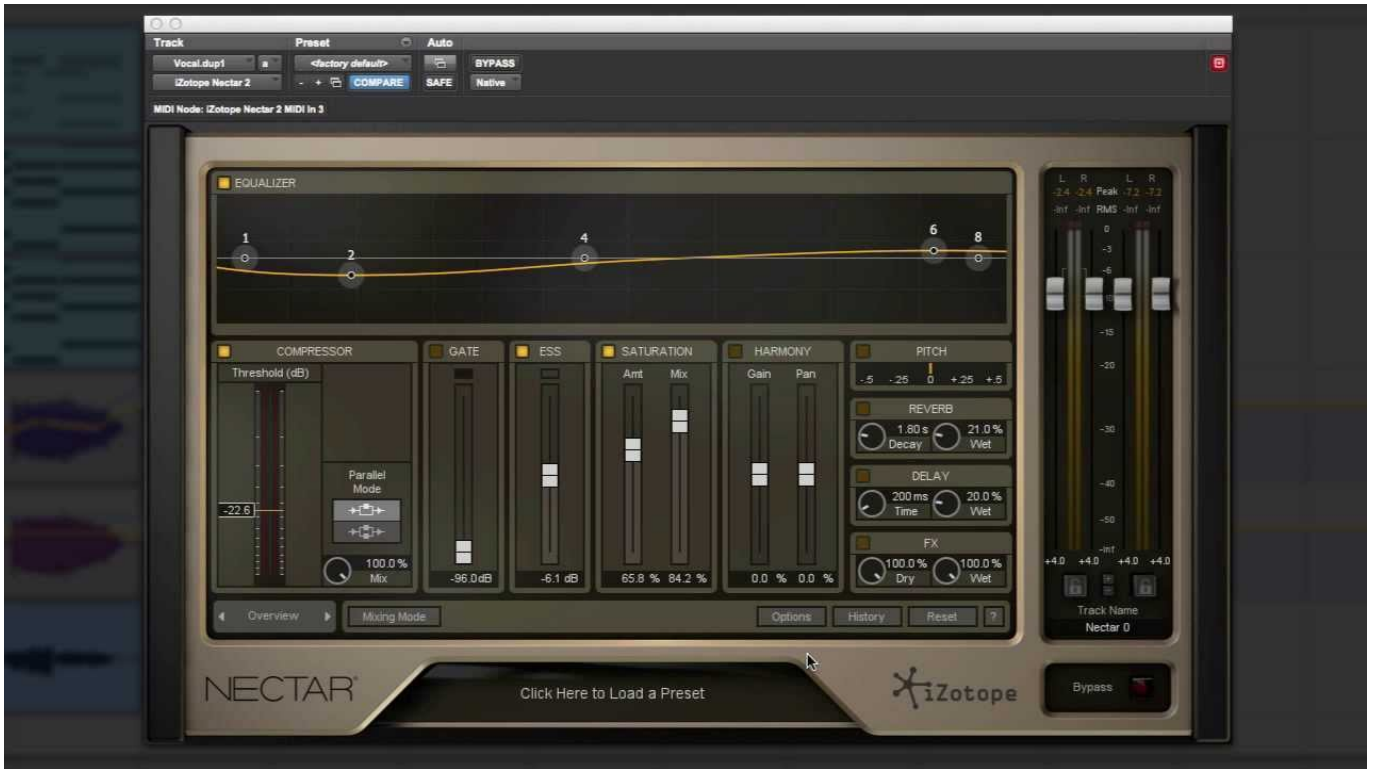 Track Preset Auto
Vocal.dup1 a <factory default> BYPASS
iZotope Nectar 2 - + COMPARE SAFE Native
MIDI Node: iZotope Nectar 2 MIDI In 3
EQUALIZER
1 2 4 6 8
COMPRESSOR
Threshold (dB)
-22.6
Parallel
Mode
100.0 %
Mix
GATE
-96.0dB
ESS
-6.1 dB
SATURATION
Amt Mix
65.8 % 84.2 %
HARMONY
Gain Pan
0.0 % 0.0 %
PITCH
-.5 -.25 0 +.25 +.5
REVERB
1.80 s 21.0 %
Decay Wet
DELAY
200 ms 20.0 %
Time Wet
FX
100.0 % 100.0 %
Dry Wet
Overview Mixing Mode Options History Reset ?
L R L R
-2.4 -2.4 Peak -7.2 -7.2
-Inf -Inf RMS -Inf -Inf
0
-3
-6
-10
-15
-20
-30
-40
-50
-Inf
+4.0 +4.0 +4.0 +4.0
Track Name
Nectar 0
NECTAR®
Click Here to Load a Preset
iZotope
Bypass